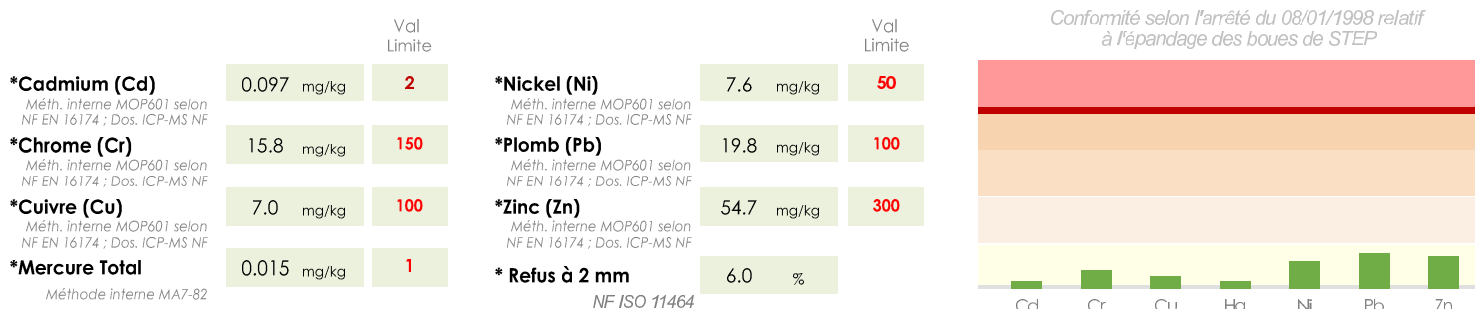 Val
Limite
*Cadmium (Cd) 0.097 mg/kg 2
Méth. interne MOP601 selon
NF EN 16174 ; Dos. ICP-MS NF
*Chrome (Cr) 15.8 mg/kg 150
Méth. interne MOP601 selon
NF EN 16174 ; Dos. ICP-MS NF
*Cuivre (Cu) 7.0 mg/kg 100
Méth. interne MOP601 selon
NF EN 16174 ; Dos. ICP-MS NF
*Mercure Total 0.015 mg/kg 1
Méthode interne MA7-82
Val
Limite
*Nickel (Ni) 7.6 mg/kg 50
Méth. interne MOP601 selon
NF EN 16174 ; Dos. ICP-MS NF
*Plomb (Pb) 19.8 mg/kg 100
Méth. interne MOP601 selon
NF EN 16174 ; Dos. ICP-MS NF
*Zinc (Zn) 54.7 mg/kg 300
Méth. interne MOP601 selon
NF EN 16174 ; Dos. ICP-MS NF
* Refus à 2 mm 6.0 %
NF ISO 11464
Conformité selon l'arrêté du 08/01/1998 relatif
à l'épandage des boues de STEP
Cd Cr Cu Hg Ni Pb Zn